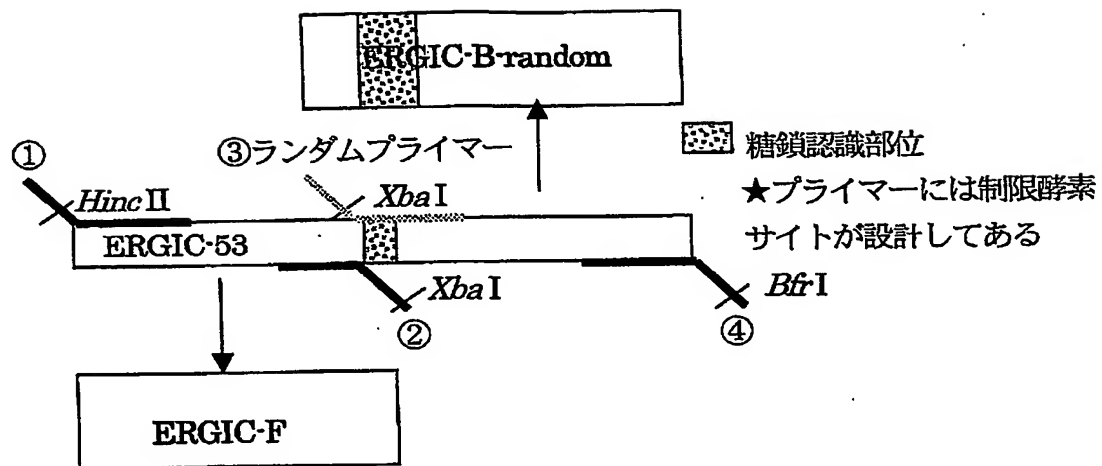 ERGIC-B-random
① ③ランダムプライマー 糖鎖認識部位
HincⅡ XbaⅠ ★プライマーには制限酵素
サイトが設計してある
ERGIC-53
XbaⅠ BfrⅠ
② ④
ERGIC-F